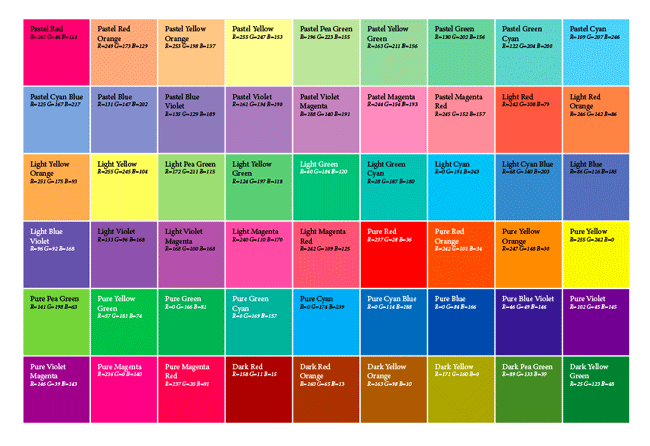 Pastel Red
Pastel Red
Orange
R=249 G=173 B=129
Pastel Yellow
Orange
R=253 G=198 B=137
Pastel Yellow
R=255 G=247 B=153
Pastel Pea Green
R=196 G=223 B=155
Pastel Yellow
Green
R=163 G=211 B=156
Pastel Green
R=130 G=202 B=156
Pastel Green
Cyan
R=122 G=204 B=200
Pastel Cyan
R=109 G=207 B=246
Pastel Cyan Blue
R=125 G=167 B=217
Pastel Blue
R=131 G=147 B=202
Pastel Blue
Violet
R=135 G=129 B=189
Pastel Violet
R=161 G=134 B=190
Pastel Violet
Magenta
R=188 G=140 B=191
Pastel Magenta
R=244 G=154 B=193
Pastel Magenta
Red
R=245 G=152 B=157
Light Red
R=242 G=108 B=79
Light Red
Orange
R=246 G=142 B=86
Light Yellow
Orange
R=251 G=175 B=93
Light Yellow
R=255 G=245 B=104
Light Pea Green
R=172 G=211 B=115
Light Yellow
Green
R=124 G=197 B=118
Light Green
R=60 G=184 B=120
Light Green
Cyan
R=28 G=187 B=180
Light Cyan
R=0 G=191 B=243
Light Cyan Blue
R=68 G=140 B=203
Light Blue
R=86 G=116 B=185
Light Blue
Violet
R=96 G=92 B=168
Light Violet
R=133 G=96 B=168
Light Violet
Magenta
R=168 G=100 B=168
Light Magenta
R=240 G=110 B=170
Light Magenta
Red
R=242 G=109 B=125
Pure Red
R=237 G=28 B=36
Pure Red
Orange
R=242 G=101 B=34
Pure Yellow
Orange
R=247 G=148 B=30
Pure Yellow
R=255 G=242 B=0
Pure Pea Green
R=141 G=198 B=63
Pure Yellow
Green
R=57 G=181 B=74
Pure Green
R=0 G=166 B=81
Pure Green
Cyan
R=0 G=169 B=157
Pure Cyan
R=0 G=174 B=239
Pure Cyan Blue
R=0 G=114 B=188
Pure Blue
R=0 G=84 B=166
Pure Blue Violet
R=46 G=49 B=146
Pure Violet
R=102 G=45 B=145
Pure Violet
Magenta
R=146 G=39 B=143
Pure Magenta
R=236 G=0 B=140
Pure Magenta
Red
R=237 G=20 B=91
Dark Red
R=158 G=11 B=15
Dark Red
Orange
R=160 G=65 B=13
Dark Yellow
Orange
R=163 G=98 B=10
Dark Yellow
R=171 G=160 B=0
Dark Pea Green
R=89 G=133 B=39
Dark Yellow
Green
R=25 G=123 B=48